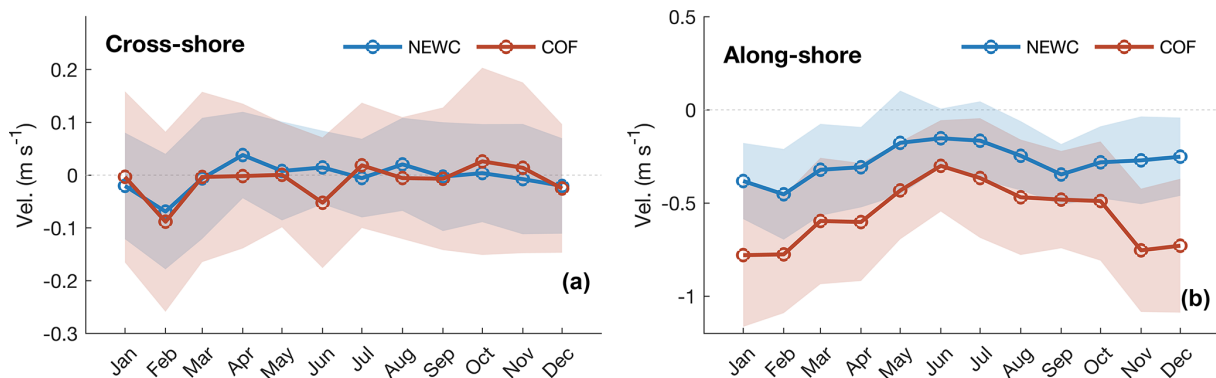 Cross-shore
NEWC
COF
Vel. (m s⁻¹)
0.2
0.1
0
-0.1
-0.2
-0.3
(a)
Jan
Feb
Mar
Apr
May
Jun
Jul
Aug
Sep
Oct
Nov
Dec
Along-shore
NEWC
COF
Vel. (m s⁻¹)
0.5
0
-0.5
-1
(b)
Jan
Feb
Mar
Apr
May
Jun
Jul
Aug
Sep
Oct
Nov
Dec